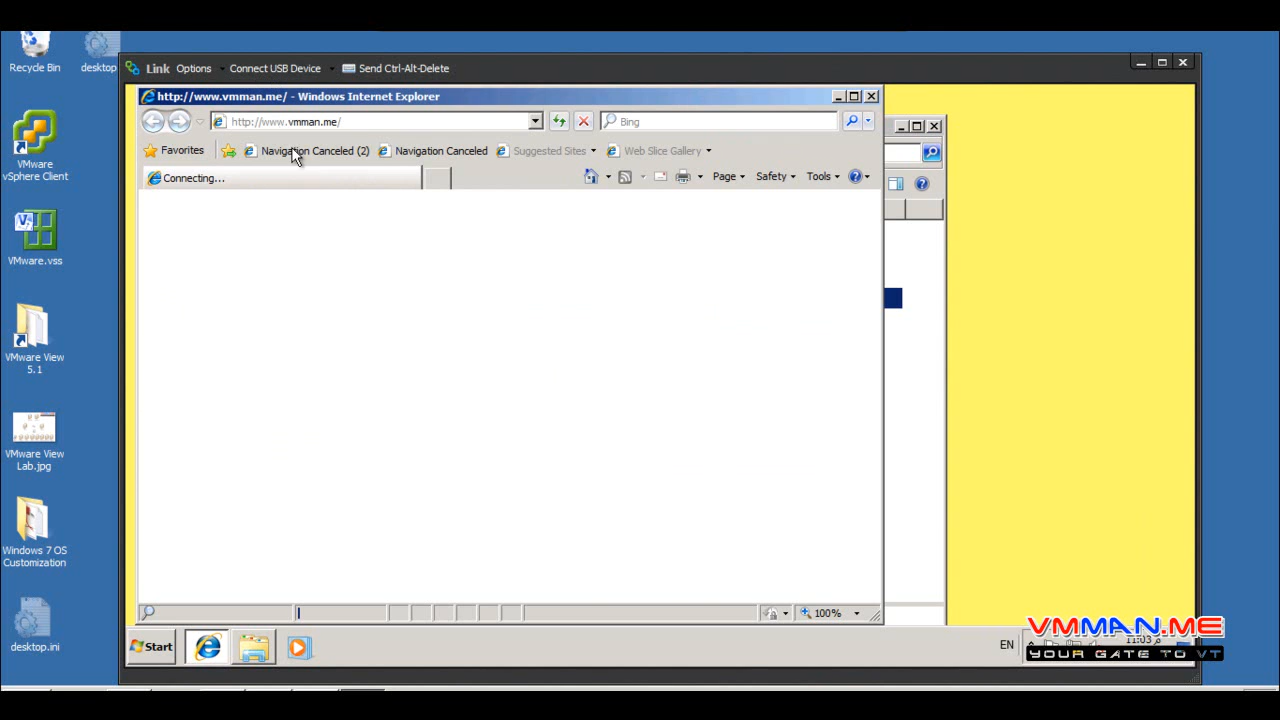 Recycle Bin
desktop
Link Options Connect USB Device Send Ctrl-Alt-Delete
http://www.vmman.me/ - Windows Internet Explorer
http://www.vmman.me/
Bing
Favorites
Navigation Canceled (2)
Navigation Canceled
Suggested Sites
Web Slice Gallery
Connecting...
Page
Safety
Tools
VMware
vSphere Client
VMware.vss
VMware View
5.1
VMware View
Lab.jpg
Windows 7 OS
Customization
desktop.ini
100%
Start
EN
11:03
VMMAN.ME
YOUR GATE TO VT